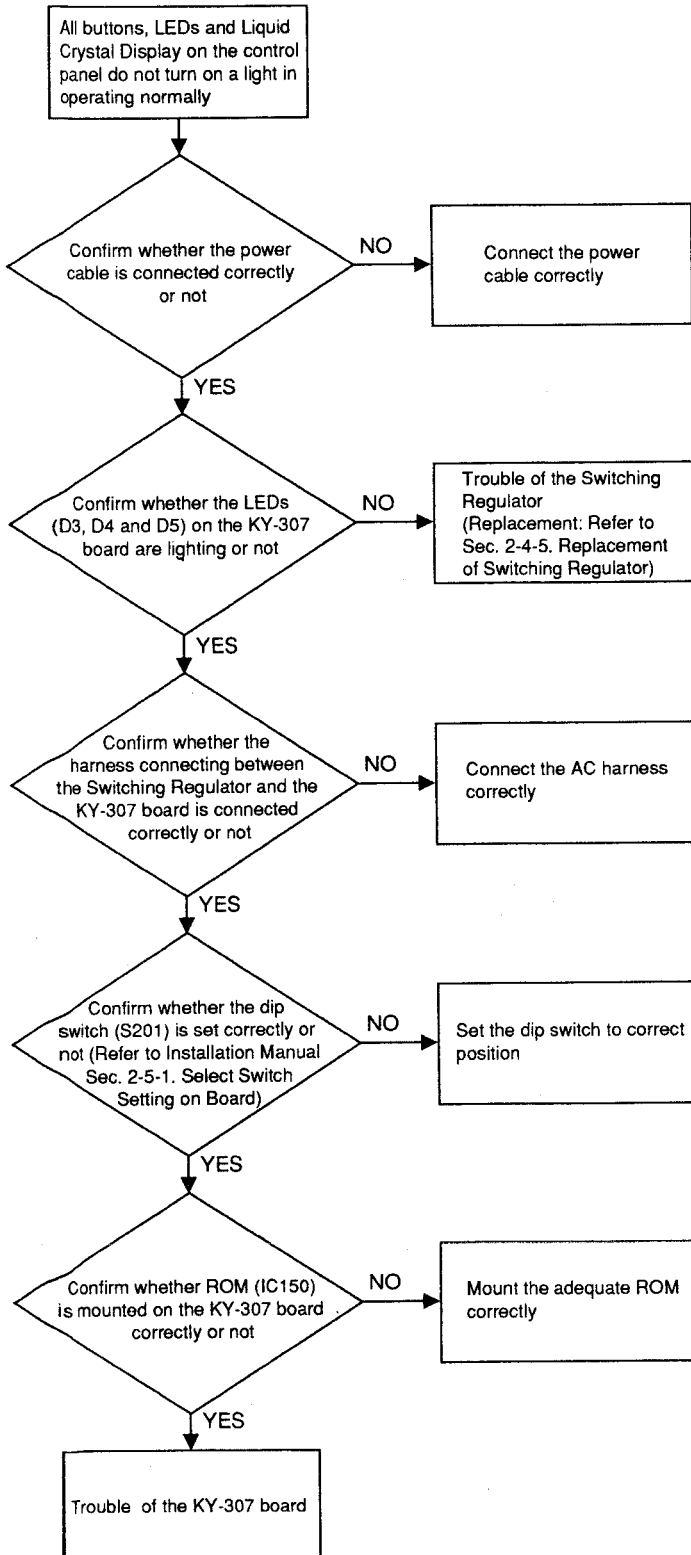 All buttons, LEDs and Liquid
Crystal Display on the control
panel do not turn on a light in
operating normally
Confirm whether the power
cable is connected correctly
or not
NO
Connect the power
cable correctly
YES
Confirm whether the LEDs
(D3, D4 and D5) on the KY-307
board are lighting or not
NO
Trouble of the Switching
Regulator
(Replacement: Refer to
Sec. 2-4-5. Replacement
of Switching Regulator)
YES
Confirm whether the
harness connecting between
the Switching Regulator and the
KY-307 board is connected
correctly or not
NO
Connect the AC harness
correctly
YES
Confirm whether the dip
switch (S201) is set correctly or
not (Refer to Installation Manual
Sec. 2-5-1. Select Switch
Setting on Board)
NO
Set the dip switch to correct
position
YES
Confirm whether ROM (IC150)
is mounted on the KY-307 board
correctly or not
NO
Mount the adequate ROM
correctly
YES
Trouble of the KY-307 board